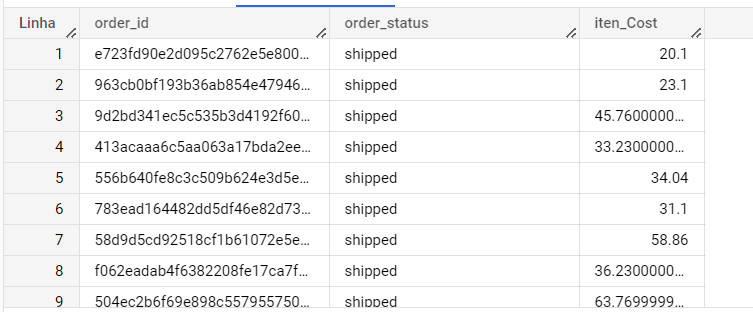 Linha order_id order_status iten_Cost
1 e723fd90e2d095c2762e5e800... shipped 20.1
2 963cb0bf193b36ab854e47946... shipped 23.1
3 9d2bd341ec5c535b3d4192f60... shipped 45.7600000...
4 413acaaa6c5aa063a17bda2ee... shipped 33.2300000...
5 556b640fe8c3c509b624e3d5e... shipped 34.04
6 783ead164482dd5df46e82d73... shipped 31.1
7 58d9d5cd92518cf1b61072e5e... shipped 58.86
8 f062eadab4f6382208fe17ca7f... shipped 36.2300000...
9 504ec2b6f69e898c557955750... shipped 63.7699999...